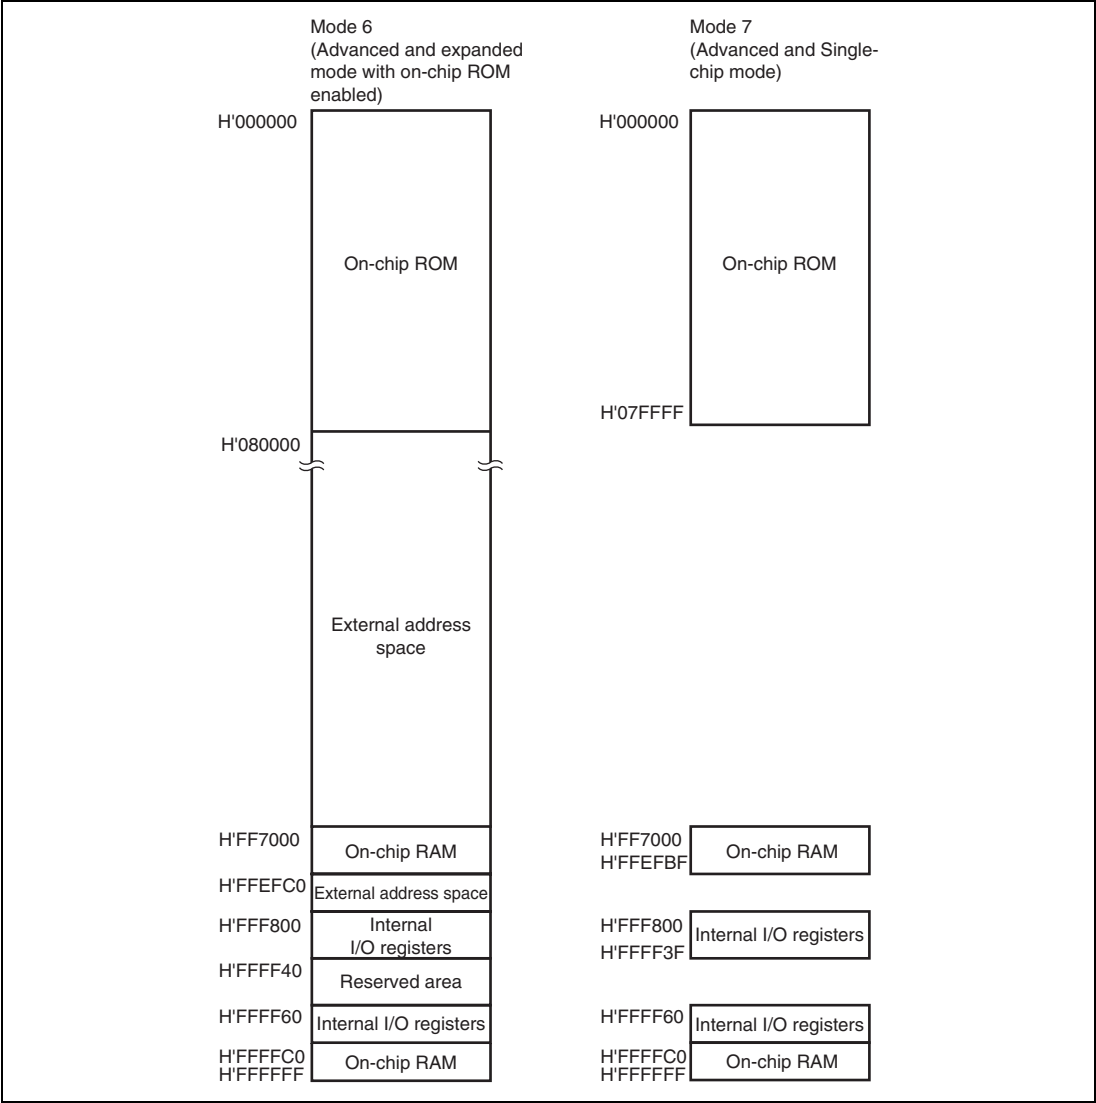 Mode 6
(Advanced and expanded
mode with on-chip ROM
enabled)
H'000000
On-chip ROM
H'080000
External address
space
H'FF7000
On-chip RAM
H'FFEFC0
External address space
H'FFF800
Internal
I/O registers
H'FFFF40
Reserved area
H'FFFF60
Internal I/O registers
H'FFFFC0
H'FFFFFF
On-chip RAM
Mode 7
(Advanced and Single-
chip mode)
H'000000
On-chip ROM
H'07FFFF
H'FF7000
H'FFEFBF
On-chip RAM
H'FFF800
H'FFFF3F
Internal I/O registers
H'FFFF60
Internal I/O registers
H'FFFFC0
H'FFFFFF
On-chip RAM